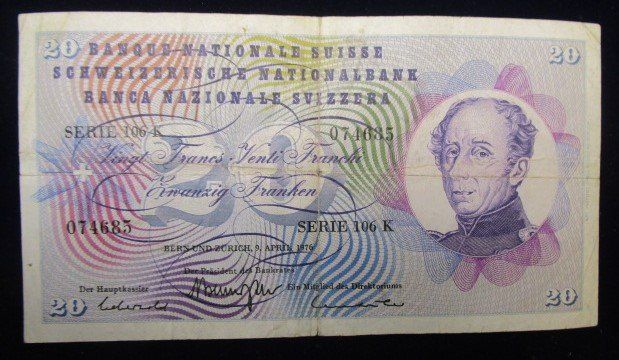 20 BANQUE NATIONALE SUISSE 20
SCHWEIZERISCHE NATIONALBANK
BANCA NAZIONALE SVIZZERA
SERIE 106 K 074685
Vingt Francs - Venti Franchi
Zwanzig Franken
20
074685 SERIE 106 K
BERN UND ZÜRICH, 9. APRIL 1976
Der Präsident des Bankrates
Der Hauptkassier Ein Mitglied des Direktoriums
20 20